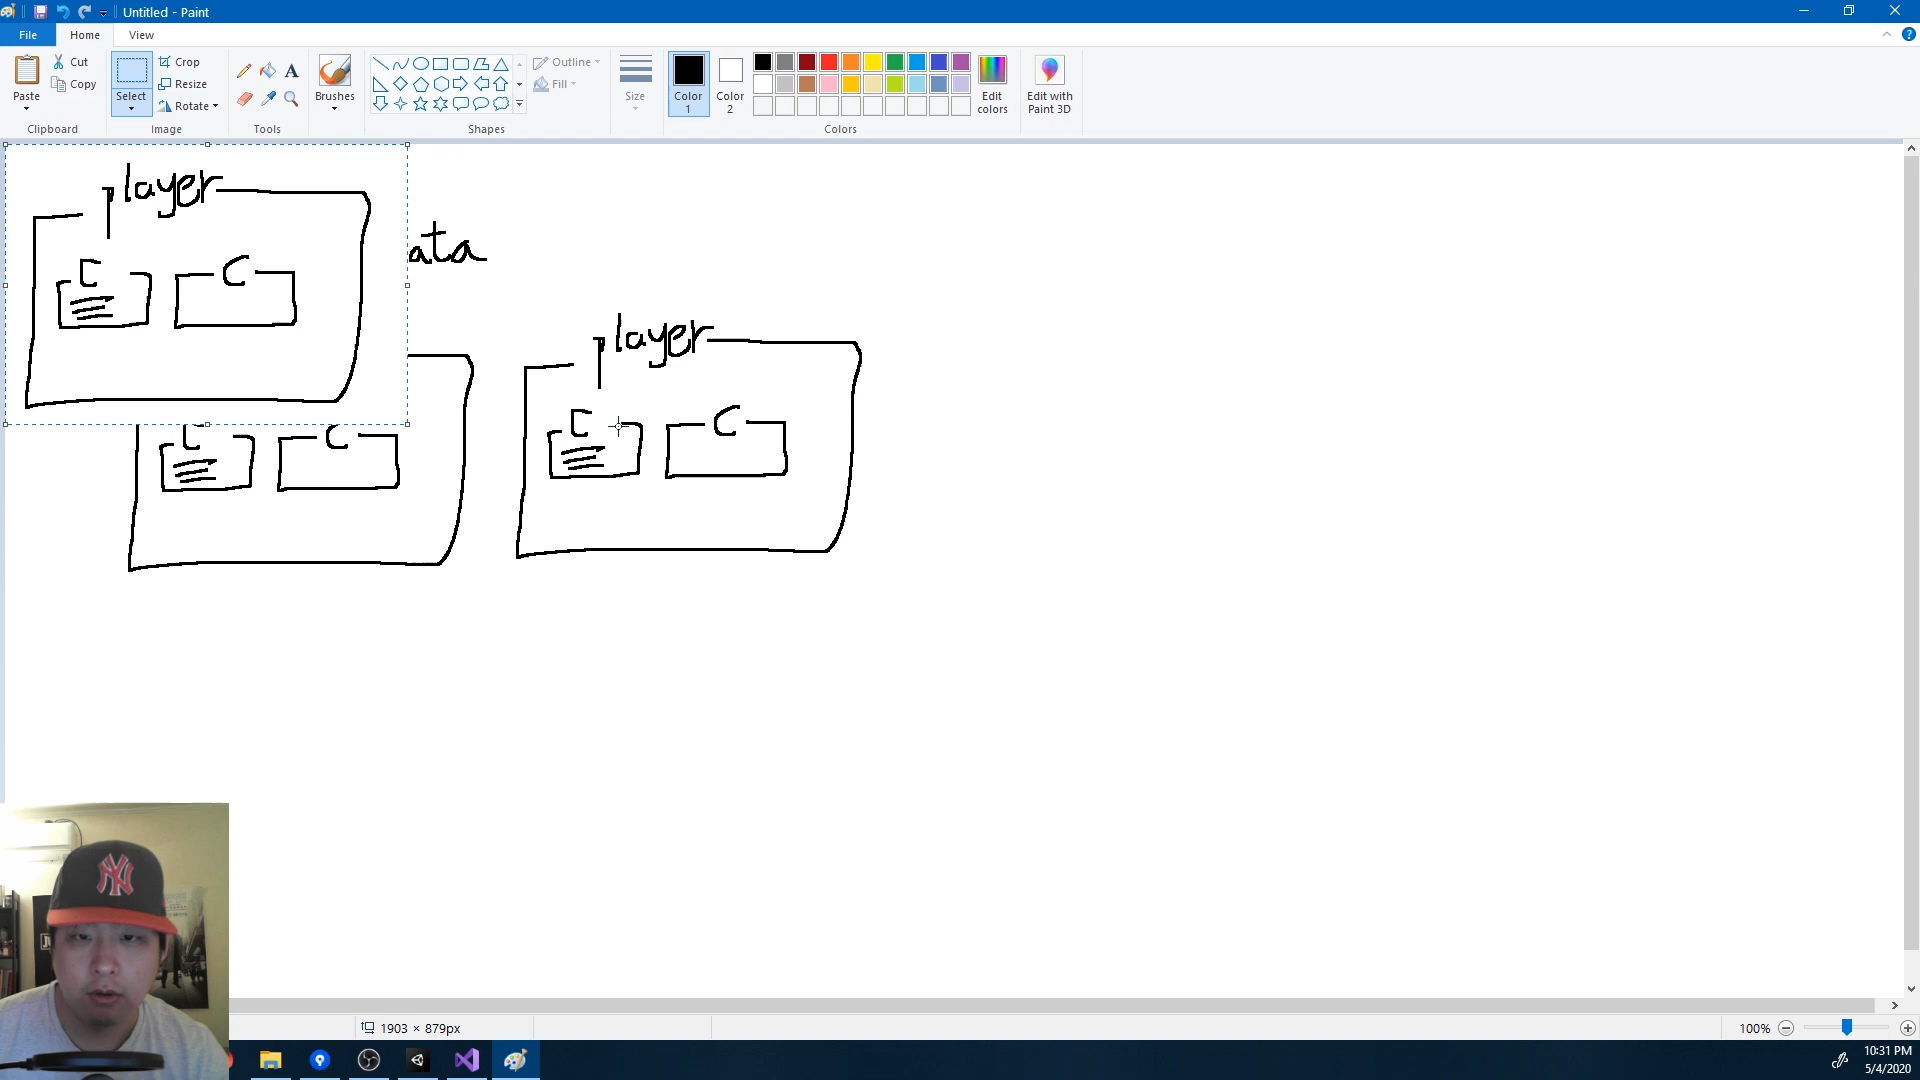 Untitled - Paint
File Home View
Paste
Cut
Copy
Clipboard
Select
Crop
Resize
Rotate
Image
Tools
Brushes
Shapes
Outline
Fill
Size
Color 1
Color 2
Edit colors
Colors
Edit with Paint 3D
Player
C C
ata
Player
C C
C C
NY
1903 × 879px
100%
10:31 PM
5/4/2020